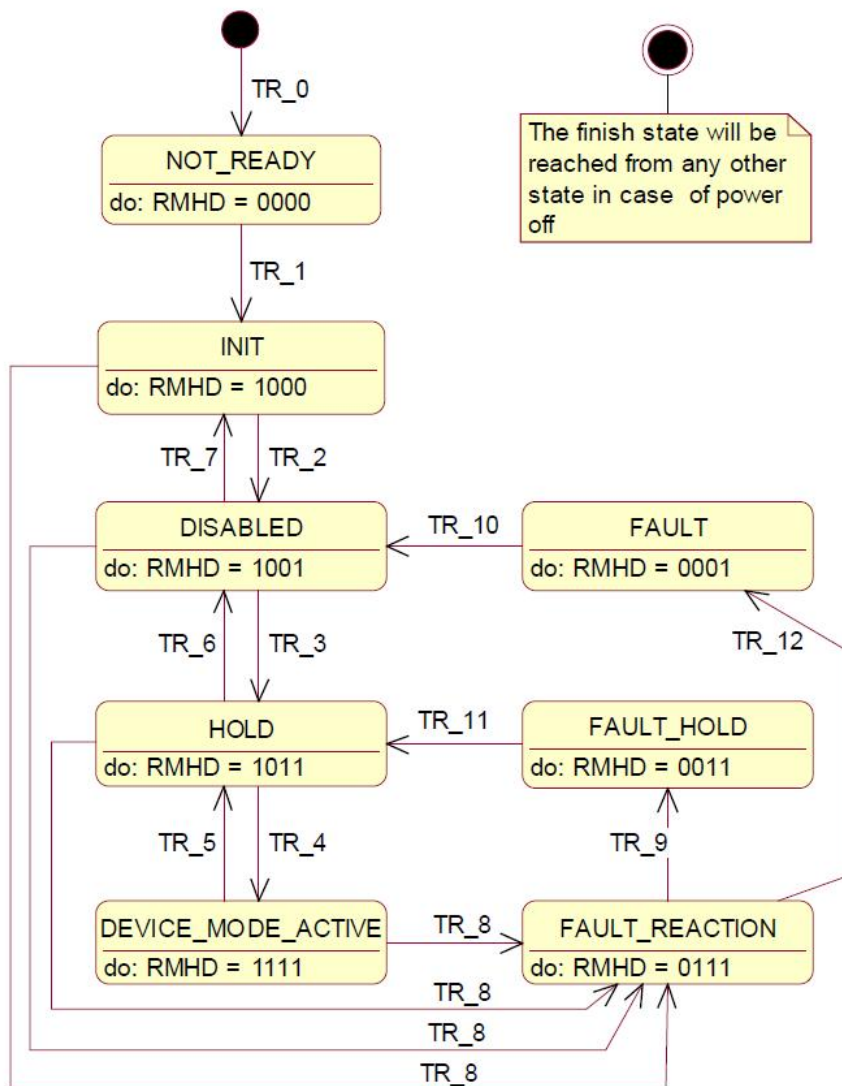 TR_0
The finish state will be
reached from any other
state in case of power
off
NOT_READY
do: RMHD = 0000
TR_1
INIT
do: RMHD = 1000
TR_7
TR_2
DISABLED
do: RMHD = 1001
TR_10
FAULT
do: RMHD = 0001
TR_6
TR_3
TR_12
HOLD
do: RMHD = 1011
TR_11
FAULT_HOLD
do: RMHD = 0011
TR_5
TR_4
TR_9
DEVICE_MODE_ACTIVE
do: RMHD = 1111
TR_8
FAULT_REACTION
do: RMHD = 0111
TR_8
TR_8
TR_8